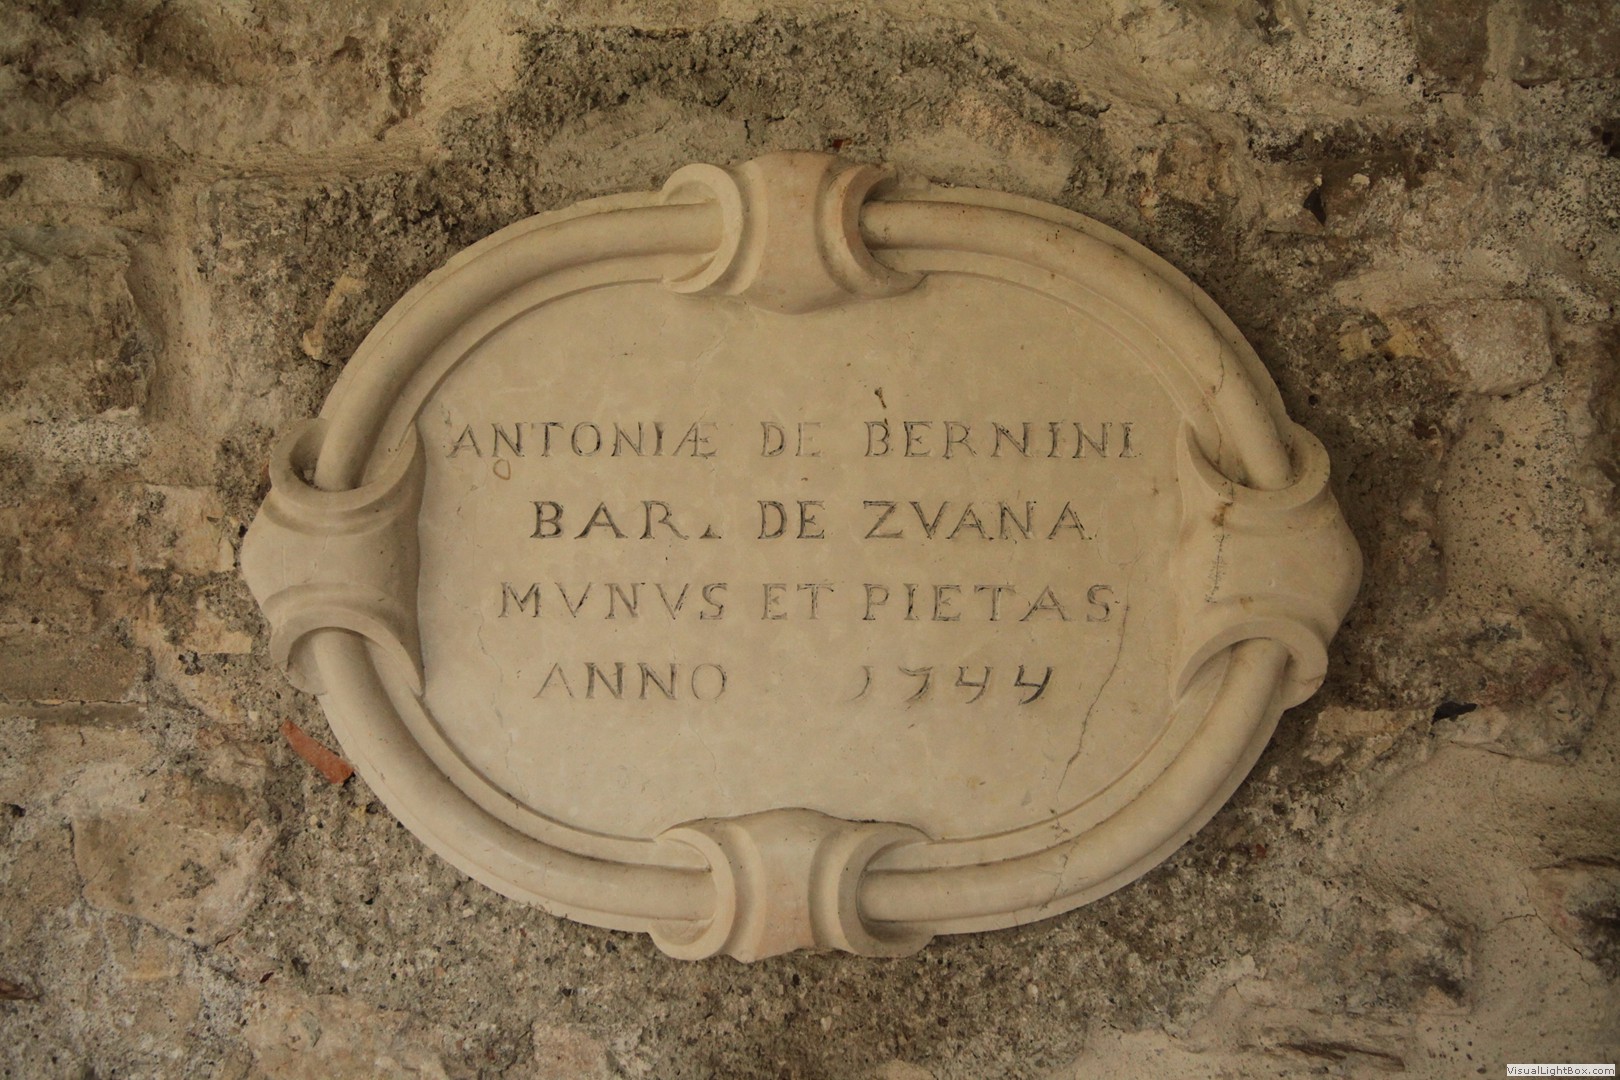 ANTONIÆ DE BERNINI
BAR. DE ZVANA
MVNVS ET PIETAS
ANNO 1744
VisualLightBox.com